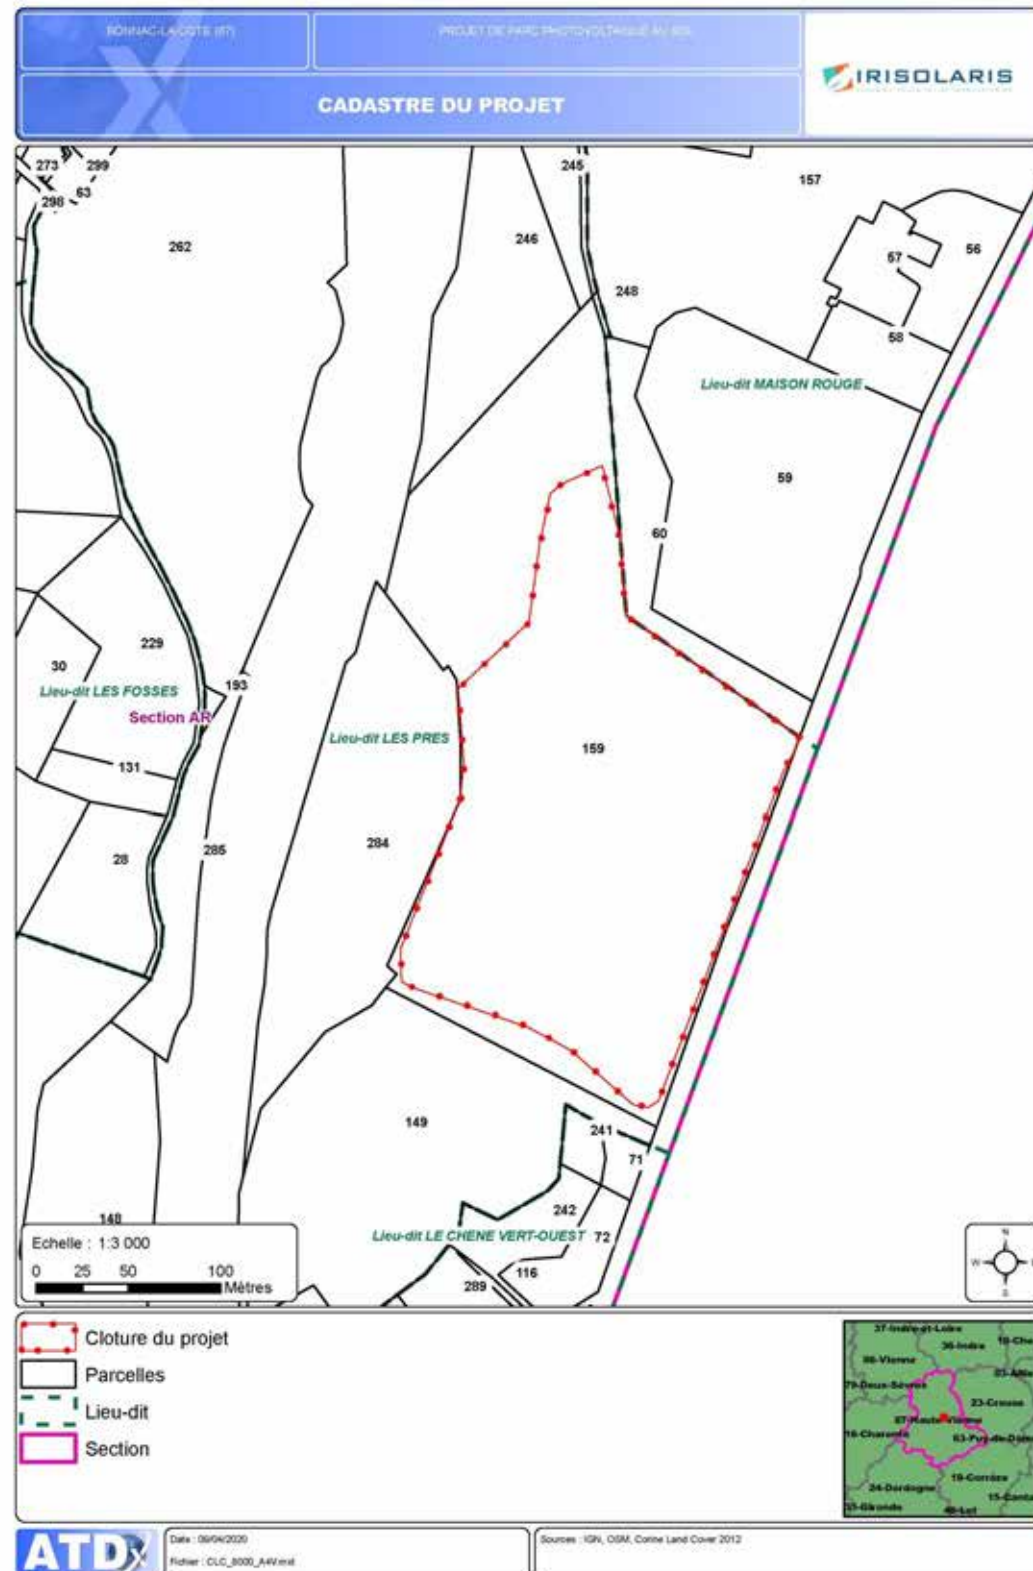 BONNAC-LA-COTE (87)
PROJET DE PARC PHOTOVOLTAIQUE AU SOL
CADASTRE DU PROJET
IRISOLARIS
273
299
63
298
262
245
246
248
157
56
57
58
Lieu-dit MAISON ROUGE
59
60
229
30
193
Lieu-dit LES FOSSES
Section AR
Lieu-dit LES PRES
159
131
28
285
284
149
241
71
242
72
148
Lieu-dit LE CHENE VERT-OUEST
116
289
Echelle : 1:3 000
0 25 50 100
Mètres
N
W
S
Cloture du projet
Parcelles
Lieu-dit
Section
37-Indre-et-Loire
36-Indre
18-Cher
86-Vienne
79-Deux-Sèvres
23-Creuse
87-Haute-Vienne
16-Charente
63-Puy-de-Dôme
19-Corrèze
24-Dordogne
33-Gironde
46-Lot
ATDx
Date : 09/04/2020
Fichier : CLC_8000_A4V.mxd
Sources : IGN, OSM, Corine Land Cover 2012